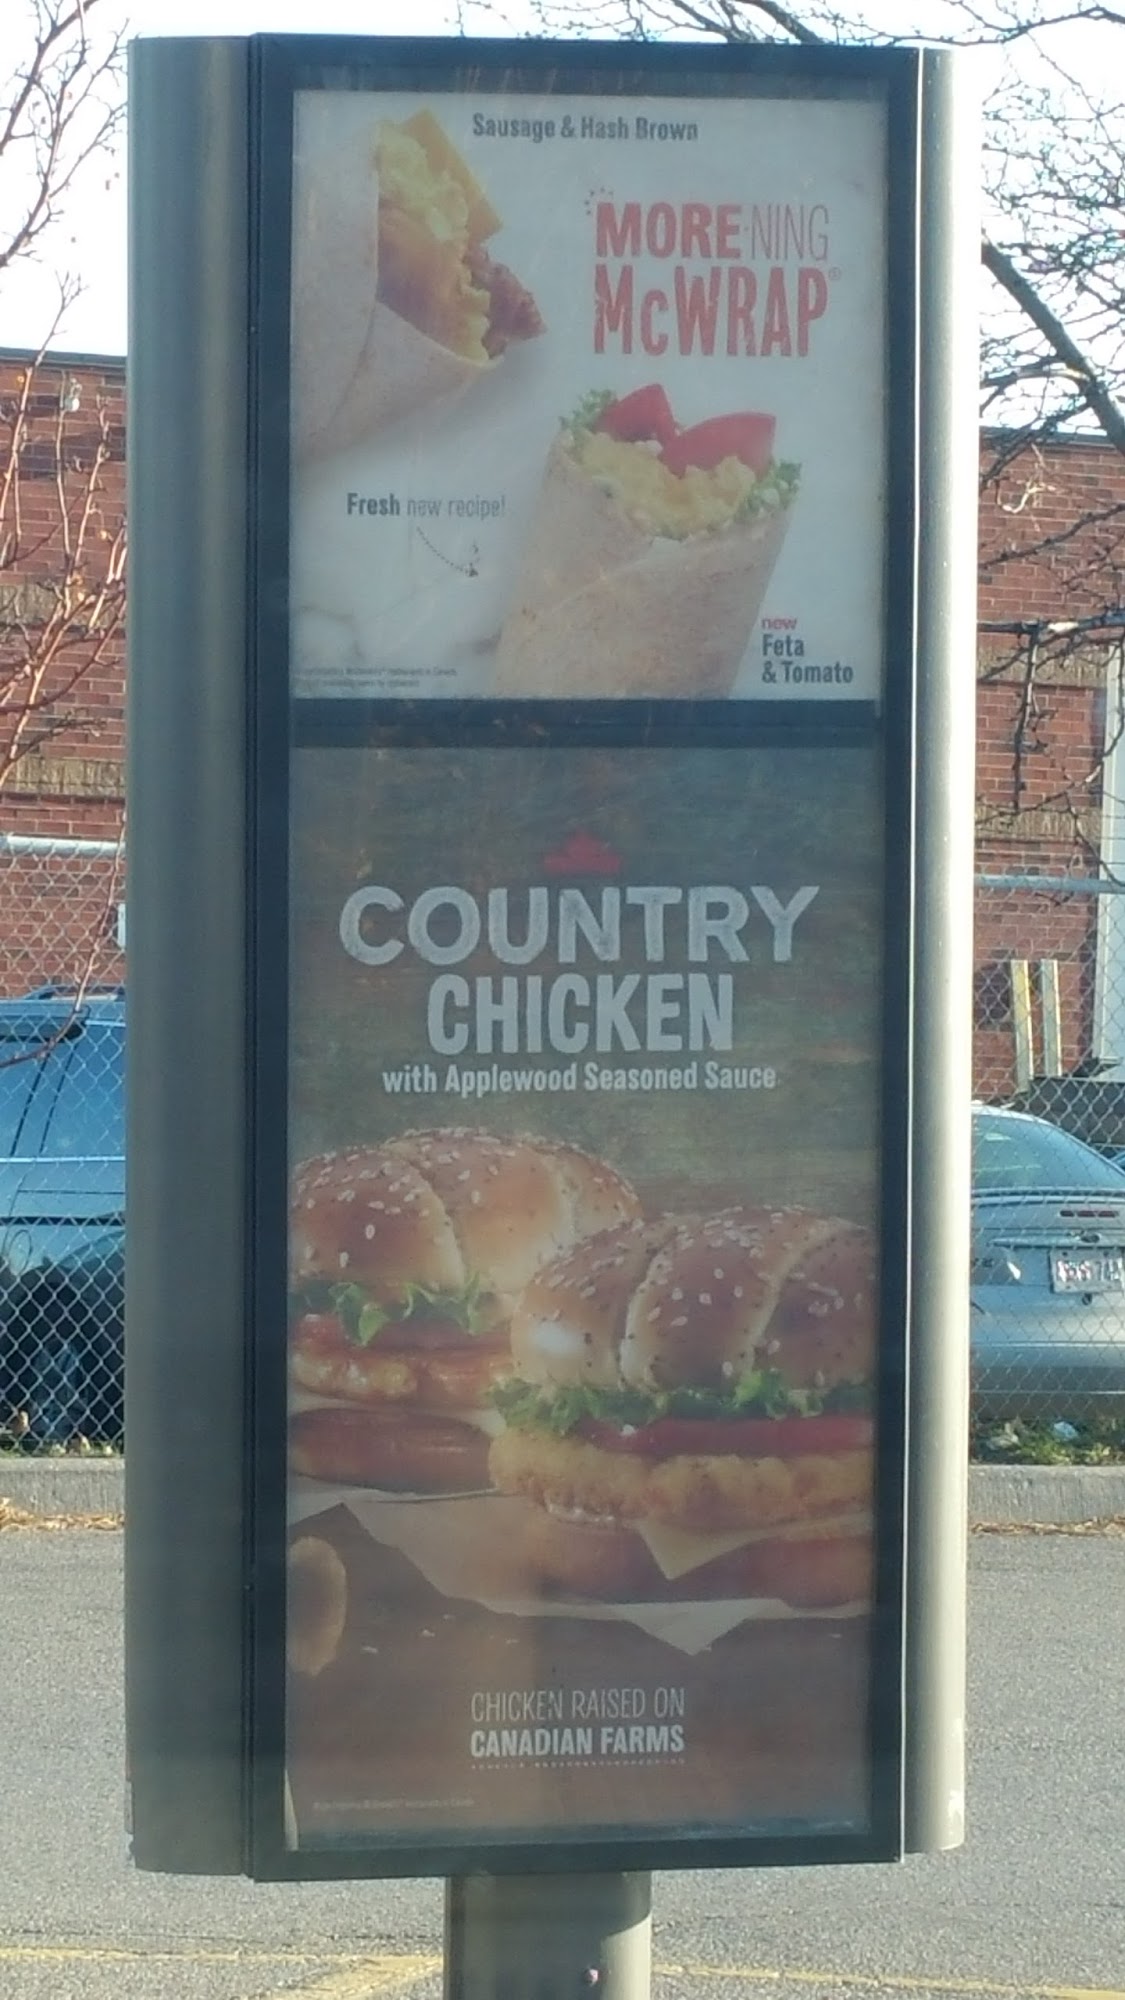 Sausage & Hash Brown
MORE·NING
McWRAP®
Fresh new recipe!
new
Feta
& Tomato
COUNTRY
CHICKEN
with Applewood Seasoned Sauce
CHICKEN RAISED ON
CANADIAN FARMS